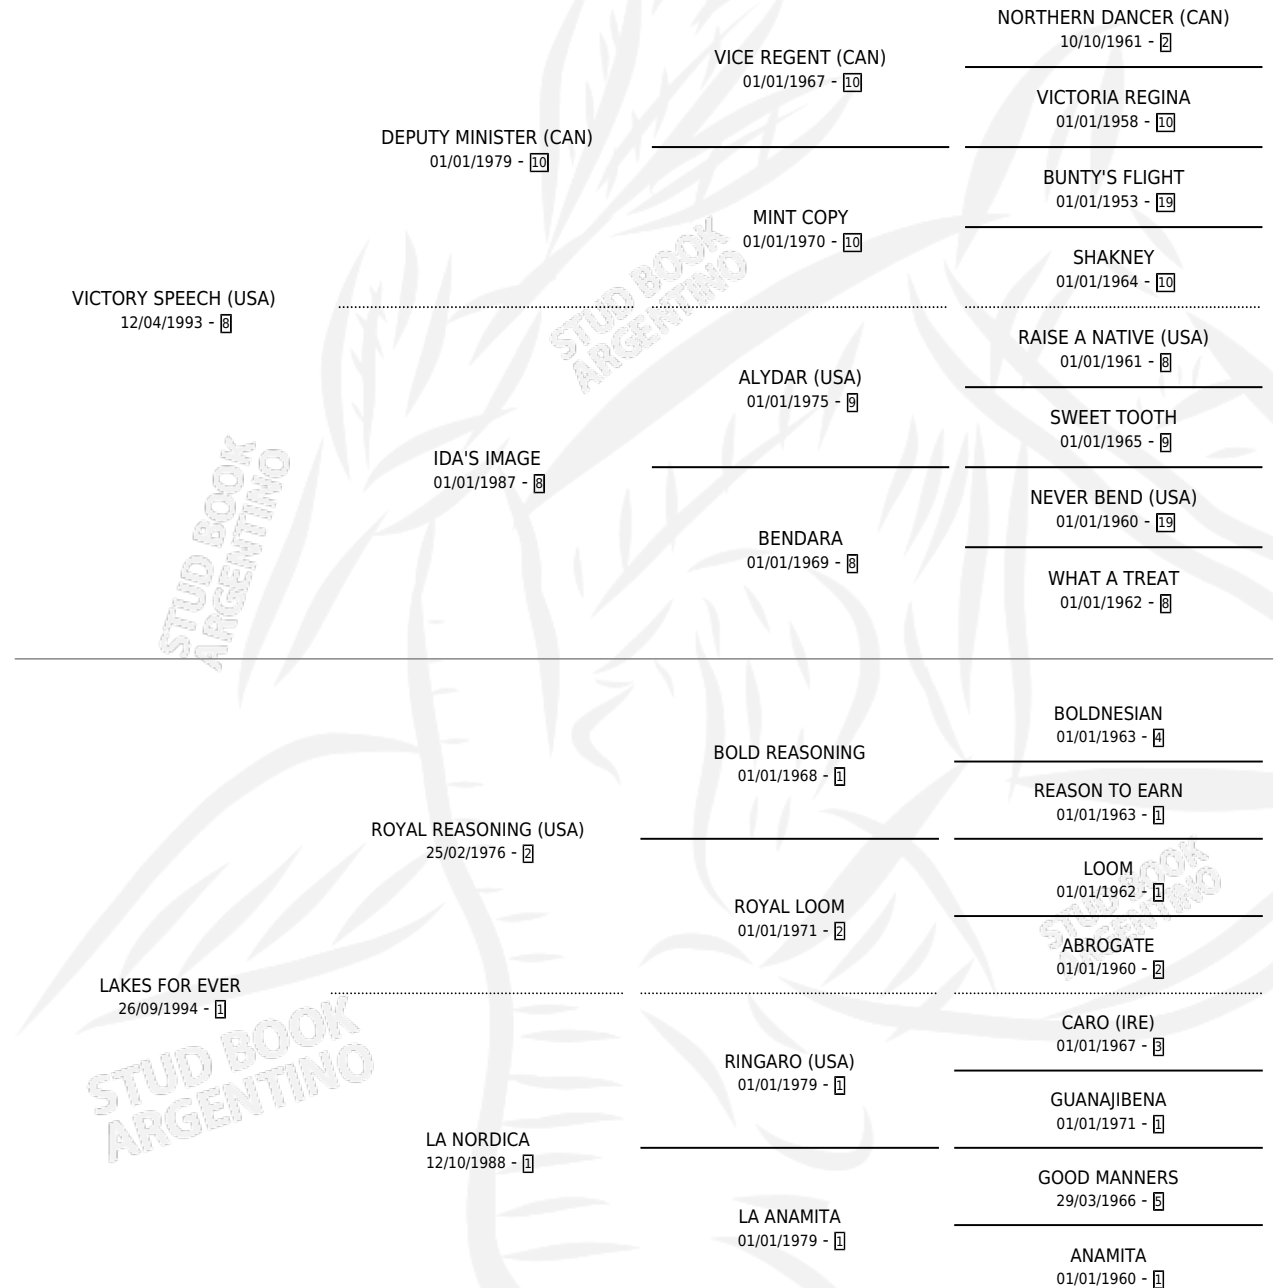 NORTHERN DANCER (CAN)
10/10/1961 - 2
VICE REGENT (CAN)
01/01/1967 - 10
VICTORIA REGINA
01/01/1958 - 10
DEPUTY MINISTER (CAN)
01/01/1979 - 10
BUNTY'S FLIGHT
01/01/1953 - 19
MINT COPY
01/01/1970 - 10
SHAKNEY
01/01/1964 - 10
VICTORY SPEECH (USA)
12/04/1993 - 8
RAISE A NATIVE (USA)
01/01/1961 - 8
ALYDAR (USA)
01/01/1975 - 9
SWEET TOOTH
01/01/1965 - 9
IDA'S IMAGE
01/01/1987 - 8
NEVER BEND (USA)
01/01/1960 - 19
BENDARA
01/01/1969 - 8
WHAT A TREAT
01/01/1962 - 8
STUD BOOK
ARGENTINO
STUD BOOK
ARGENTINO
BOLDNESIAN
01/01/1963 - 4
BOLD REASONING
01/01/1968 - 1
REASON TO EARN
01/01/1963 - 1
ROYAL REASONING (USA)
25/02/1976 - 2
LOOM
01/01/1962 - 1
ROYAL LOOM
01/01/1971 - 2
ABROGATE
01/01/1960 - 2
LAKES FOR EVER
26/09/1994 - 1
CARO (IRE)
01/01/1967 - 3
RINGARO (USA)
01/01/1979 - 1
GUANAJIBENA
01/01/1971 - 1
LA NORDICA
12/10/1988 - 1
GOOD MANNERS
29/03/1966 - 5
LA ANAMITA
01/01/1979 - 1
ANAMITA
01/01/1960 - 1
STUD BOOK
ARGENTINO
STUD BOOK
ARGENTINO